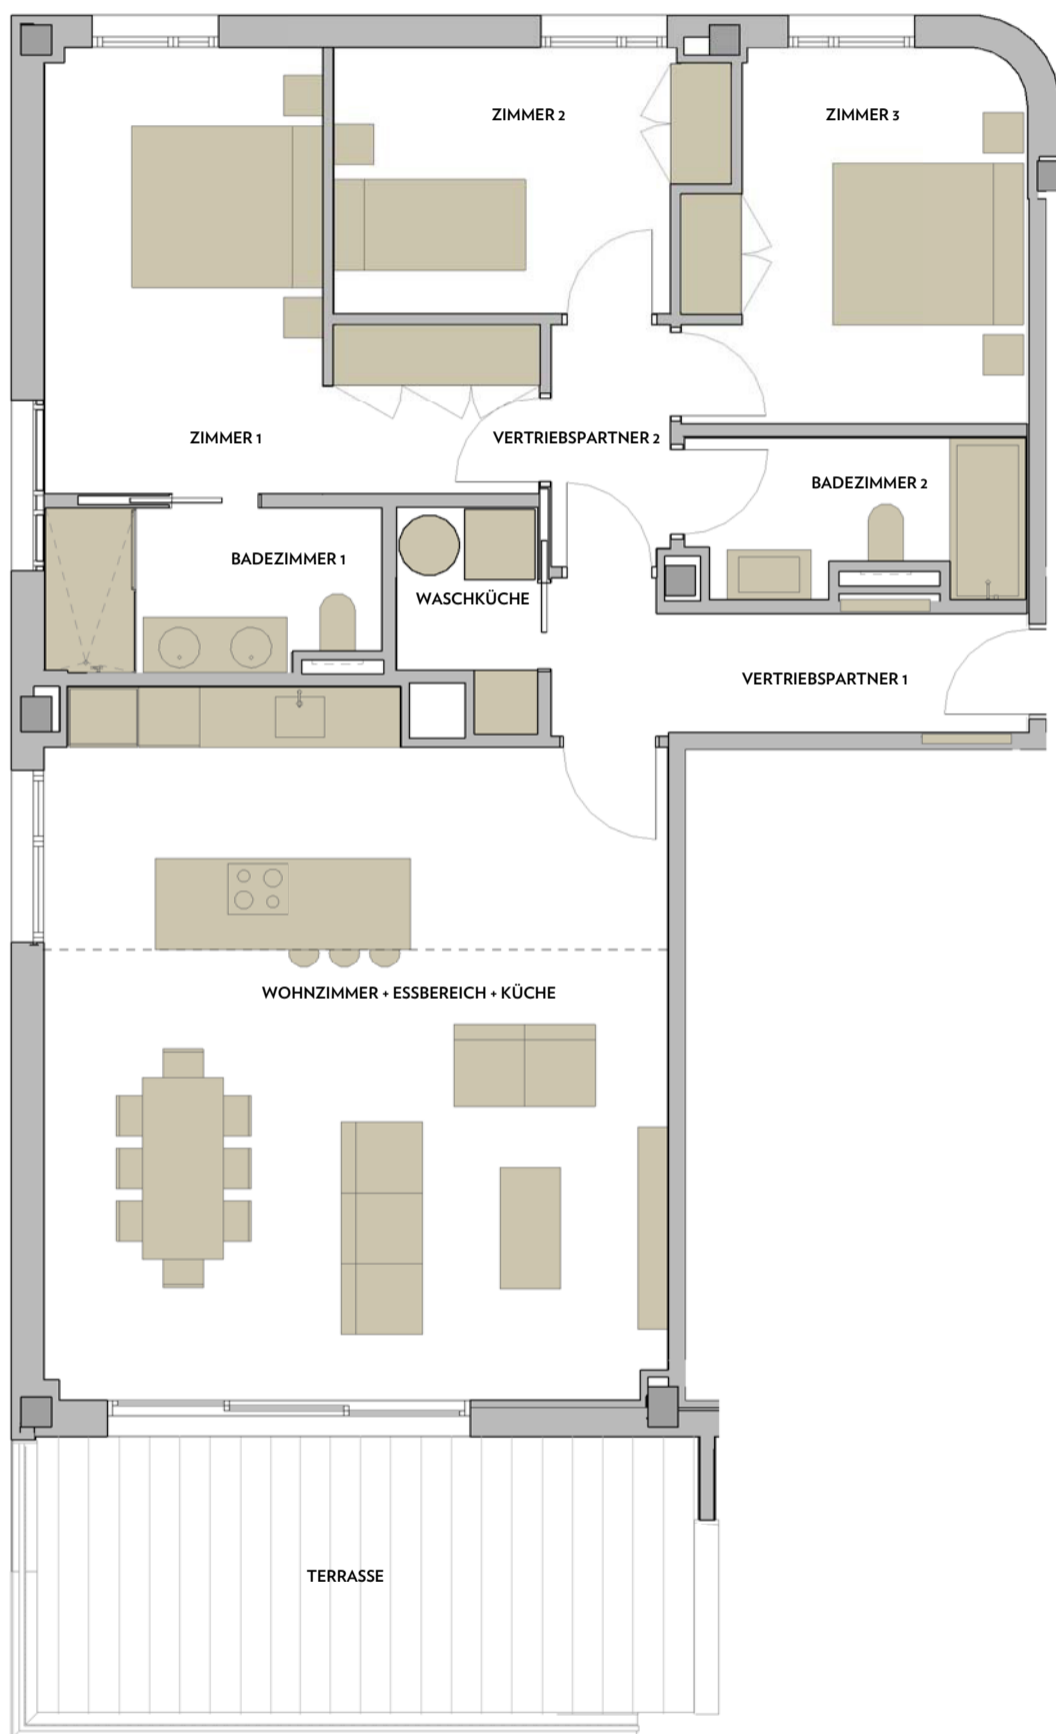 ZIMMER 2
ZIMMER 3
ZIMMER 1
VERTRIEBSPARTNER 2
BADEZIMMER 2
BADEZIMMER 1
WASCHKÜCHE
VERTRIEBSPARTNER 1
WOHNZIMMER + ESSBEREICH + KÜCHE
TERRASSE